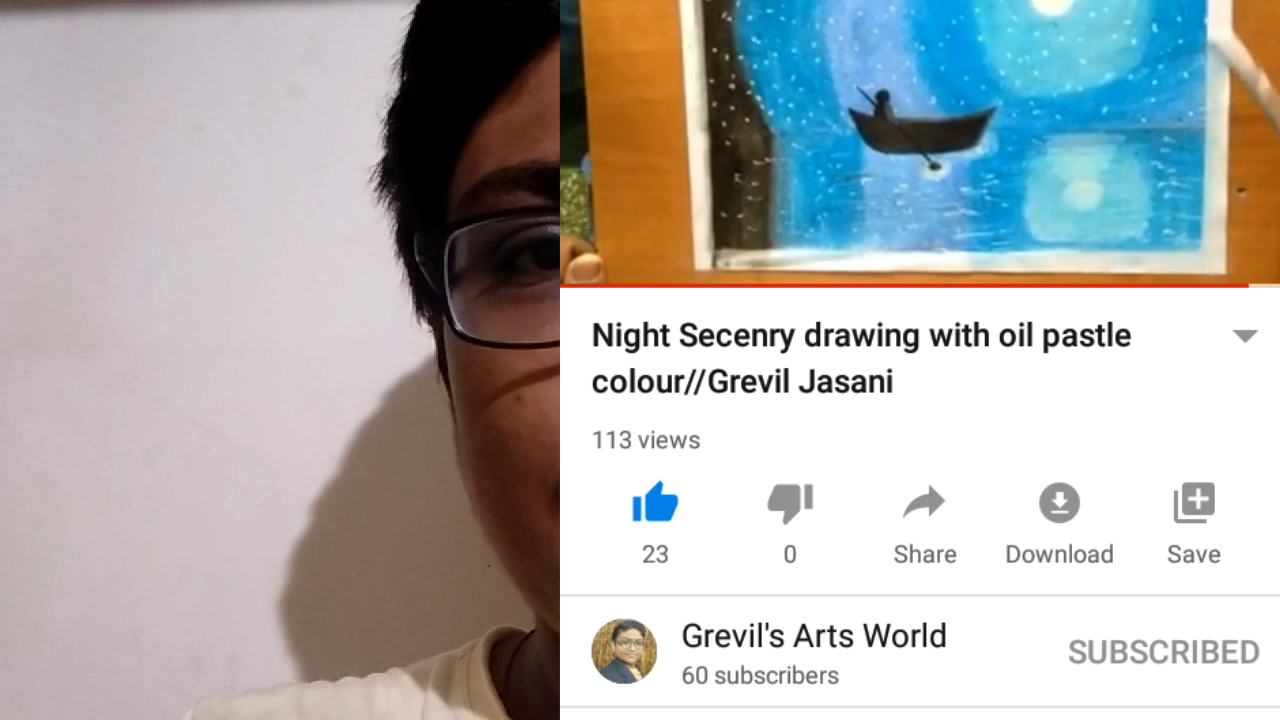 Night Secenry drawing with oil pastle
colour//Grevil Jasani
113 views
23
0
Share
Download
Save
Grevil's Arts World
60 subscribers
SUBSCRIBED